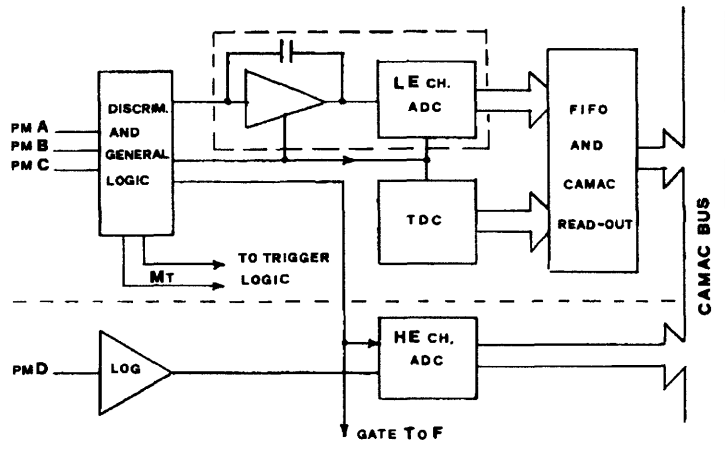 DISCRIM.
AND
GENERAL
LOGIC
PM A
PM B
PM C
LE CH.
ADC
TDC
FIFO
AND
CAMAC
READ-OUT
CAMAC BUS
TO TRIGGER
LOGIC
MT
PM D
LOG
HE CH.
ADC
GATE TOF